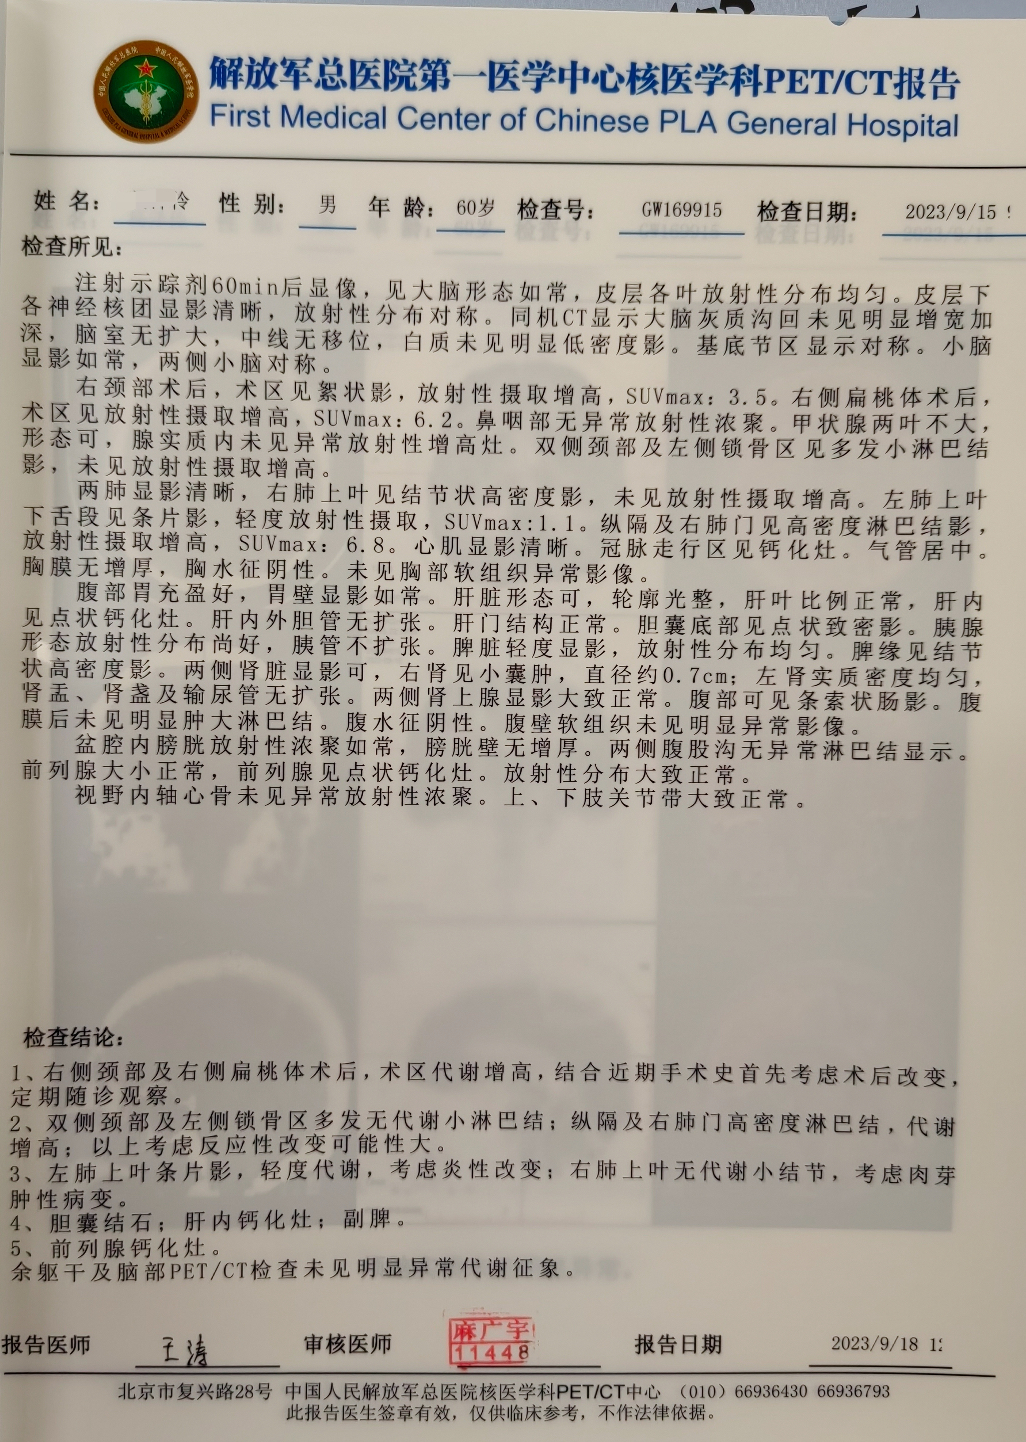 解放军总医院第一医学中心核医学科PET/CT报告
First Medical Center of Chinese PLA General Hospital
姓 名： 冷 性 别： 男 年 龄： 60岁 检查号： GW169915 检查日期： 2023/9/15
检查所见：
注射示踪剂60min后显像，见大脑形态如常，皮层各叶放射性分布均匀。皮层下
各神经核团显影清晰，放射性分布对称。同机CT显示大脑灰质沟回未见明显增宽加
深，脑室无扩大，中线无移位，白质未见明显低密度影。基底节区显示对称。小脑
显影如常，两侧小脑对称。
右颈部术后，术区见絮状影，放射性摄取增高，SUVmax：3.5。右侧扁桃体术后，
术区见放射性摄取增高，SUVmax：6.2。鼻咽部无异常放射性浓聚。甲状腺两叶不大，
形态可，腺实质内未见异常放射性增高灶。双侧颈部及左侧锁骨区见多发小淋巴结
影，未见放射性摄取增高。
两肺显影清晰，右肺上叶见结节状高密度影，未见放射性摄取增高。左肺上叶
下舌段见条片影，轻度放射性摄取，SUVmax:1.1。纵隔及右肺门见高密度淋巴结影，
放射性摄取增高，SUVmax：6.8。心肌显影清晰。冠脉走行区见钙化灶。气管居中。
胸膜无增厚，胸水征阴性。未见胸部软组织异常影像。
腹部胃充盈好，胃壁显影如常。肝脏形态可，轮廓光整，肝叶比例正常，肝内
见点状钙化灶。肝内外胆管无扩张。肝门结构正常。胆囊底部见点状致密影。胰腺
形态放射性分布尚好，胰管不扩张。脾脏轻度显影，放射性分布均匀。脾缘见结节
状高密度影。两侧肾脏显影可，右肾见小囊肿，直径约0.7cm；左肾实质密度均匀，
肾盂、肾盏及输尿管无扩张。两侧肾上腺显影大致正常。腹部可见条索状肠影。腹
膜后未见明显肿大淋巴结。腹水征阴性。腹壁软组织未见明显异常影像。
盆腔内膀胱放射性浓聚如常，膀胱壁无增厚。两侧腹股沟无异常淋巴结显示。
前列腺大小正常，前列腺见点状钙化灶。放射性分布大致正常。
视野内轴心骨未见异常放射性浓聚。上、下肢关节带大致正常。
检查结论：
1、右侧颈部及右侧扁桃体术后，术区代谢增高，结合近期手术史首先考虑术后改变，
定期随诊观察。
2、双侧颈部及左侧锁骨区多发无代谢小淋巴结；纵隔及右肺门高密度淋巴结，代谢
增高；以上考虑反应性改变可能性大。
3、左肺上叶条片影，轻度代谢，考虑炎性改变；右肺上叶无代谢小结节，考虑肉芽
肿性病变。
4、胆囊结石；肝内钙化灶；副脾。
5、前列腺钙化灶。
余躯干及脑部PET/CT检查未见明显异常代谢征象。
报告医师 王涛 审核医师 麻广宇 11448 报告日期 2023/9/18
北京市复兴路28号 中国人民解放军总医院核医学科PET/CT中心 （010）66936430 66936793
此报告医生签章有效，仅供临床参考，不作法律依据。